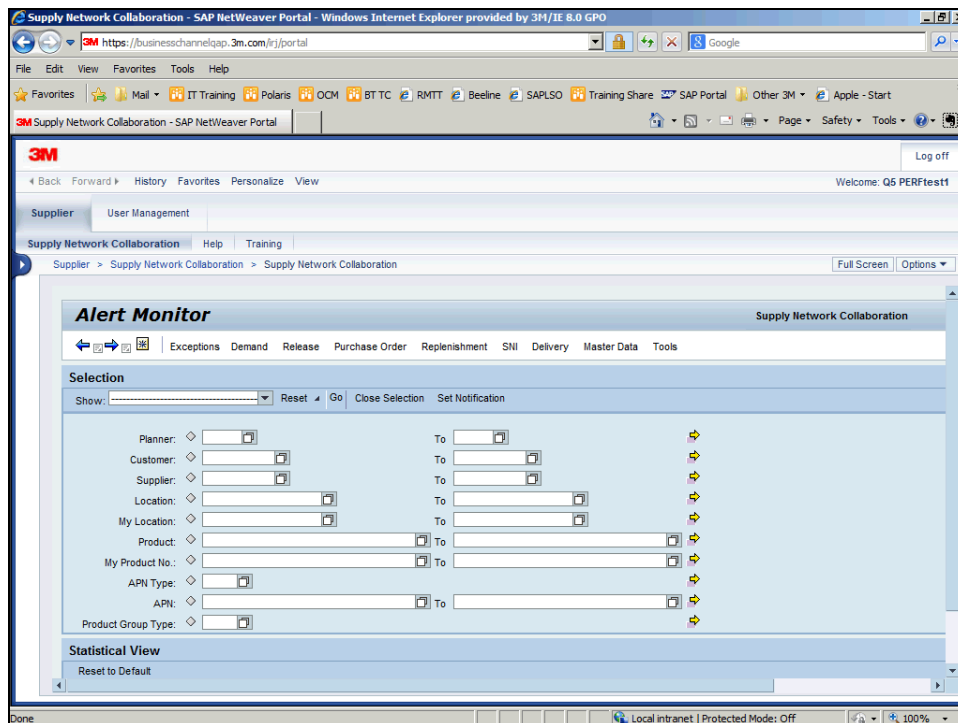 Supply Network Collaboration - SAP NetWeaver Portal - Windows Internet Explorer provided by 3M/IE 8.0 GPO
3M https://businesschannelqap.3m.com/irj/portal
Google
File Edit View Favorites Tools Help
Favorites Mail IT Training Polaris OCM BT TC RMTT Beeline SAPLSO Training Share SAP Portal Other 3M Apple - Start
3M Supply Network Collaboration - SAP NetWeaver Portal Page Safety Tools
3M Log off
Back Forward History Favorites Personalize View Welcome: Q5 PERFtest1
Supplier User Management
Supply Network Collaboration Help Training
Supplier > Supply Network Collaboration > Supply Network Collaboration Full Screen Options
Alert Monitor Supply Network Collaboration
Exceptions Demand Release Purchase Order Replenishment SNI Delivery Master Data Tools
Selection
Show: Reset Go Close Selection Set Notification
Planner: To
Customer: To
Supplier: To
Location: To
My Location: To
Product: To
My Product No.: To
APN Type:
APN: To
Product Group Type:
Statistical View
Reset to Default
Done Local intranet | Protected Mode: Off 100%